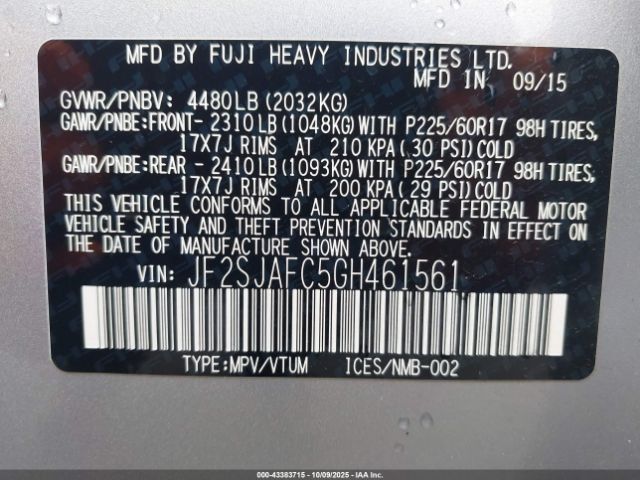 MFD BY FUJI HEAVY INDUSTRIES LTD.
MFD IN 09/15
GVWR/PNBV: 4480LB(2032KG)
GAWR/PNBE:FRONT- 2310LB(1048KG)WITH P225/60R17 98H TIRES,
17X7J RIMS AT 210 KPA( 30 PSI)COLD
GAWR/PNBE:REAR - 2410LB(1093KG)WITH P225/60R17 98H TIRES,
17X7J RIMS AT 200 KPA( 29 PSI)COLD
THIS VEHICLE CONFORMS TO ALL APPLICABLE FEDERAL MOTOR
VEHICLE SAFETY AND THEFT PREVENTION STANDARDS IN EFFECT ON
THE DATE OF MANUFACTURE SHOWN ABOVE.
VIN: JF2SJAFC5GH461561
TYPE:MPV/VTUM ICES/NMB-002
000-43383715 - 10/09/2025 - IAAI.com